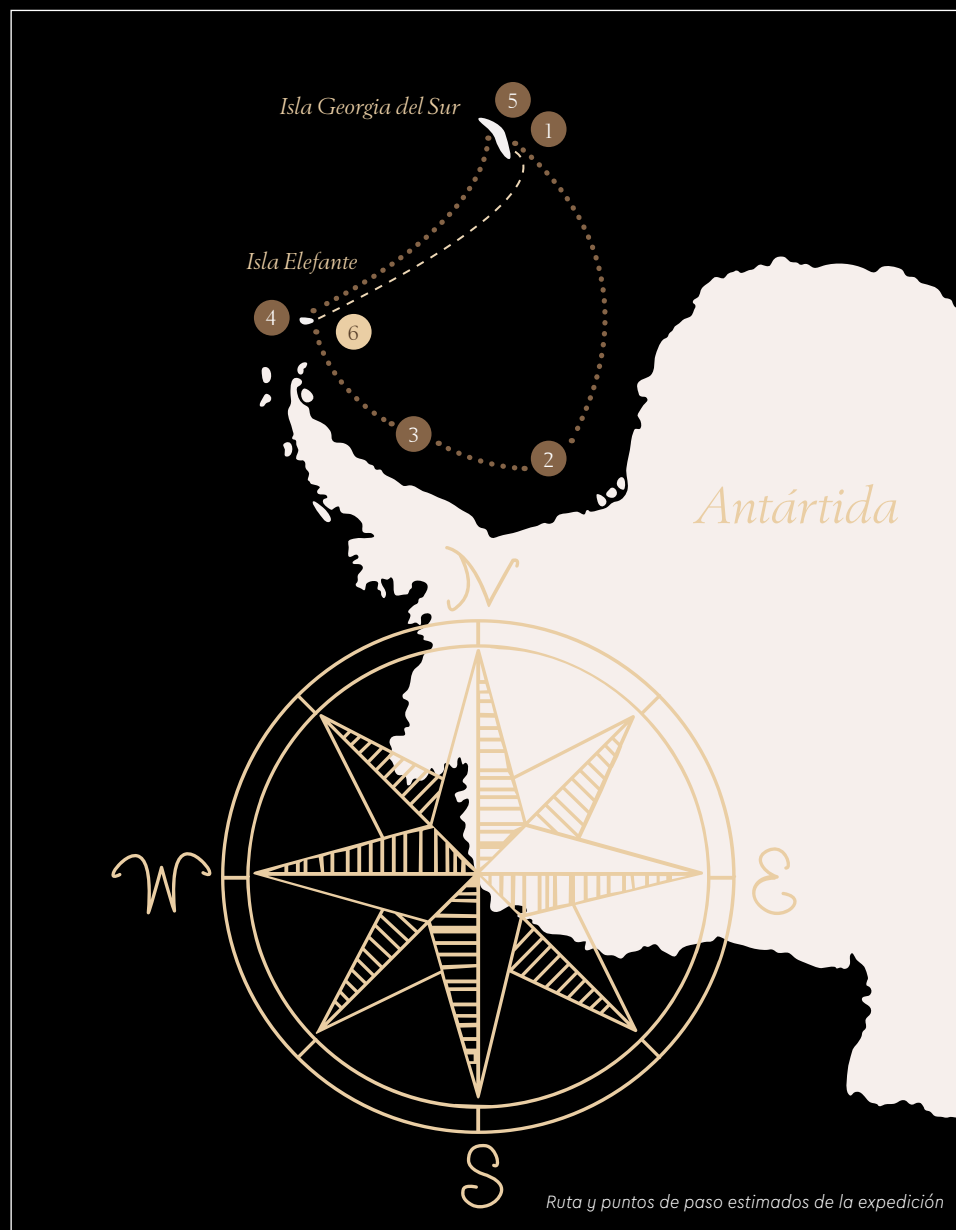 5
Isla Georgia del Sur
1
Isla Elefante
4
6
3
2
Antártida
N
W
E
S
Ruta y puntos de paso estimados de la expedición